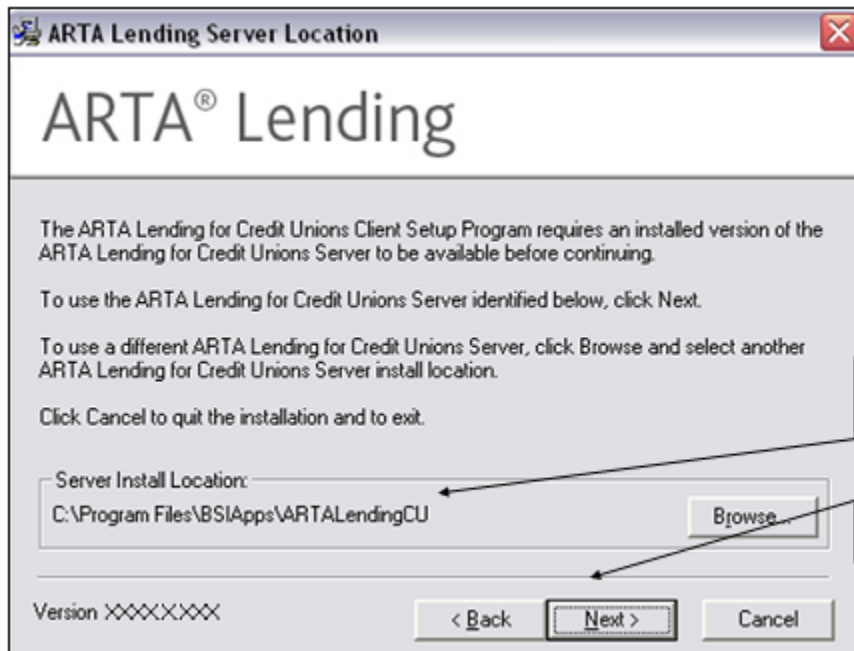 ARTA Lending Server Location
ARTA® Lending
The ARTA Lending for Credit Unions Client Setup Program requires an installed version of the
ARTA Lending for Credit Unions Server to be available before continuing.
To use the ARTA Lending for Credit Unions Server identified below, click Next.
To use a different ARTA Lending for Credit Unions Server, click Browse and select another
ARTA Lending for Credit Unions Server install location.
Click Cancel to quit the installation and to exit.
Server Install Location:
C:\Program Files\BSIApps\ARTALendingCU
Browse...
Version XXXX.X.XXX
< Back
Next >
Cancel